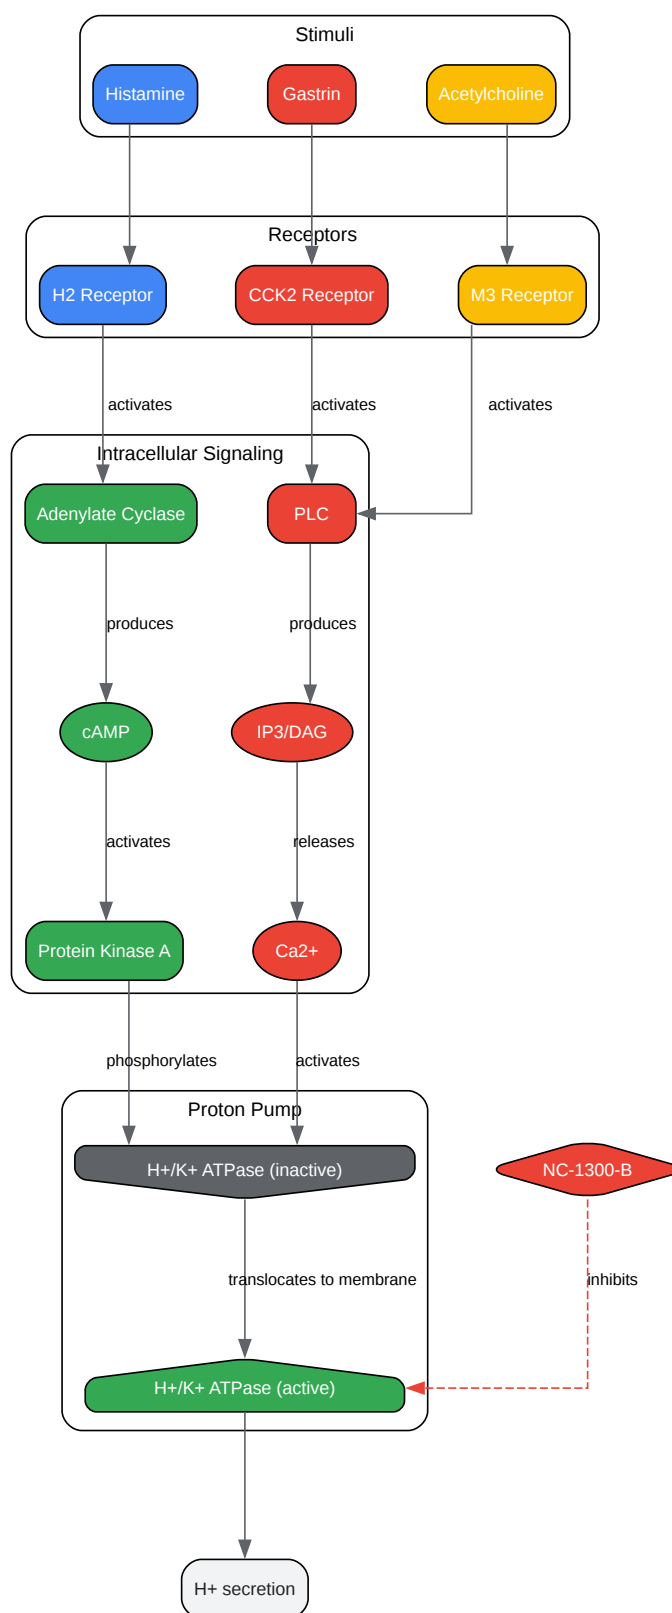 Stimuli
Histamine
Gastrin
Acetylcholine
Receptors
H2 Receptor
CCK2 Receptor
M3 Receptor
activates
activates
activates
Intracellular Signaling
Adenylate Cyclase
PLC
produces
produces
cAMP
IP3/DAG
activates
releases
Protein Kinase A
Ca2+
phosphorylates
activates
Proton Pump
H+/K+ ATPase (inactive)
NC-1300-B
translocates to membrane
inhibits
H+/K+ ATPase (active)
H+ secretion